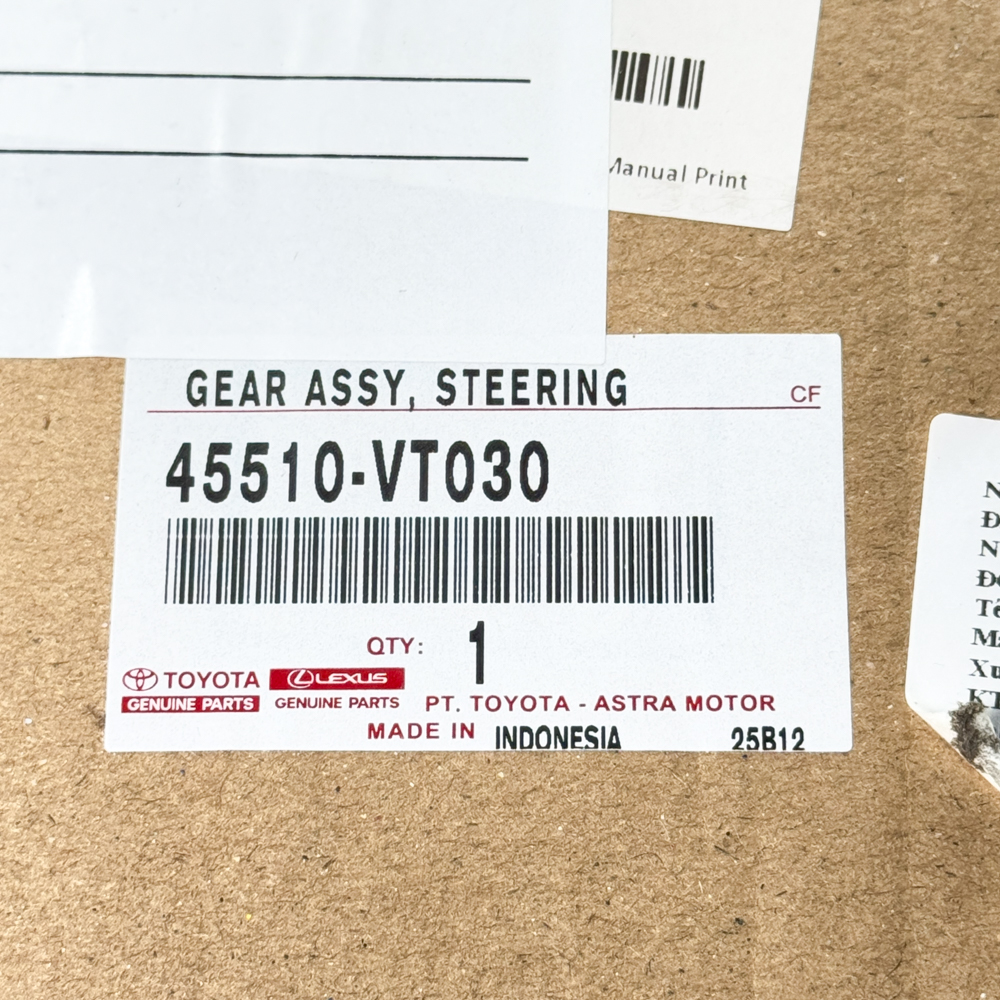 Manual Print
GEAR ASSY, STEERING
CF
45510-VT030
QTY: 1
TOYOTA LEXUS
GENUINE PARTS GENUINE PARTS PT. TOYOTA - ASTRA MOTOR
MADE IN INDONESIA 25B12